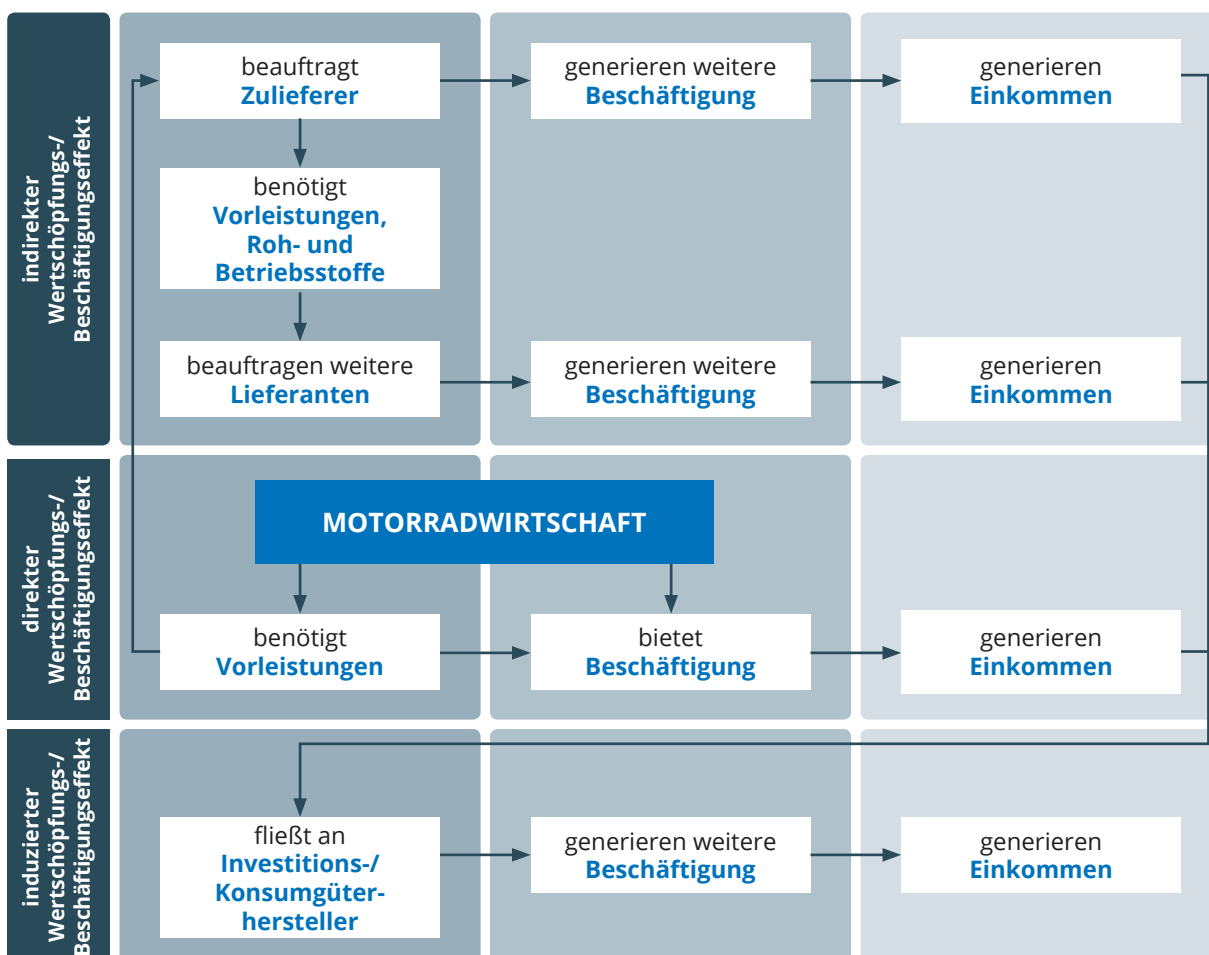 indirekter
Wertschöpfungs-/
Beschäftigungseffekt
beauftragt
Zulieferer
generieren weitere
Beschäftigung
generieren
Einkommen
benötigt
Vorleistungen,
Roh- und
Betriebsstoffe
beauftragen weitere
Lieferanten
generieren weitere
Beschäftigung
generieren
Einkommen
direkter
Wertschöpfungs-/
Beschäftigungseffekt
MOTORRADWIRTSCHAFT
benötigt
Vorleistungen
bietet
Beschäftigung
generieren
Einkommen
induzierter
Wertschöpfungs-/
Beschäftigungseffekt
fließt an
Investitions-/
Konsumgüter-
hersteller
generieren weitere
Beschäftigung
generieren
Einkommen